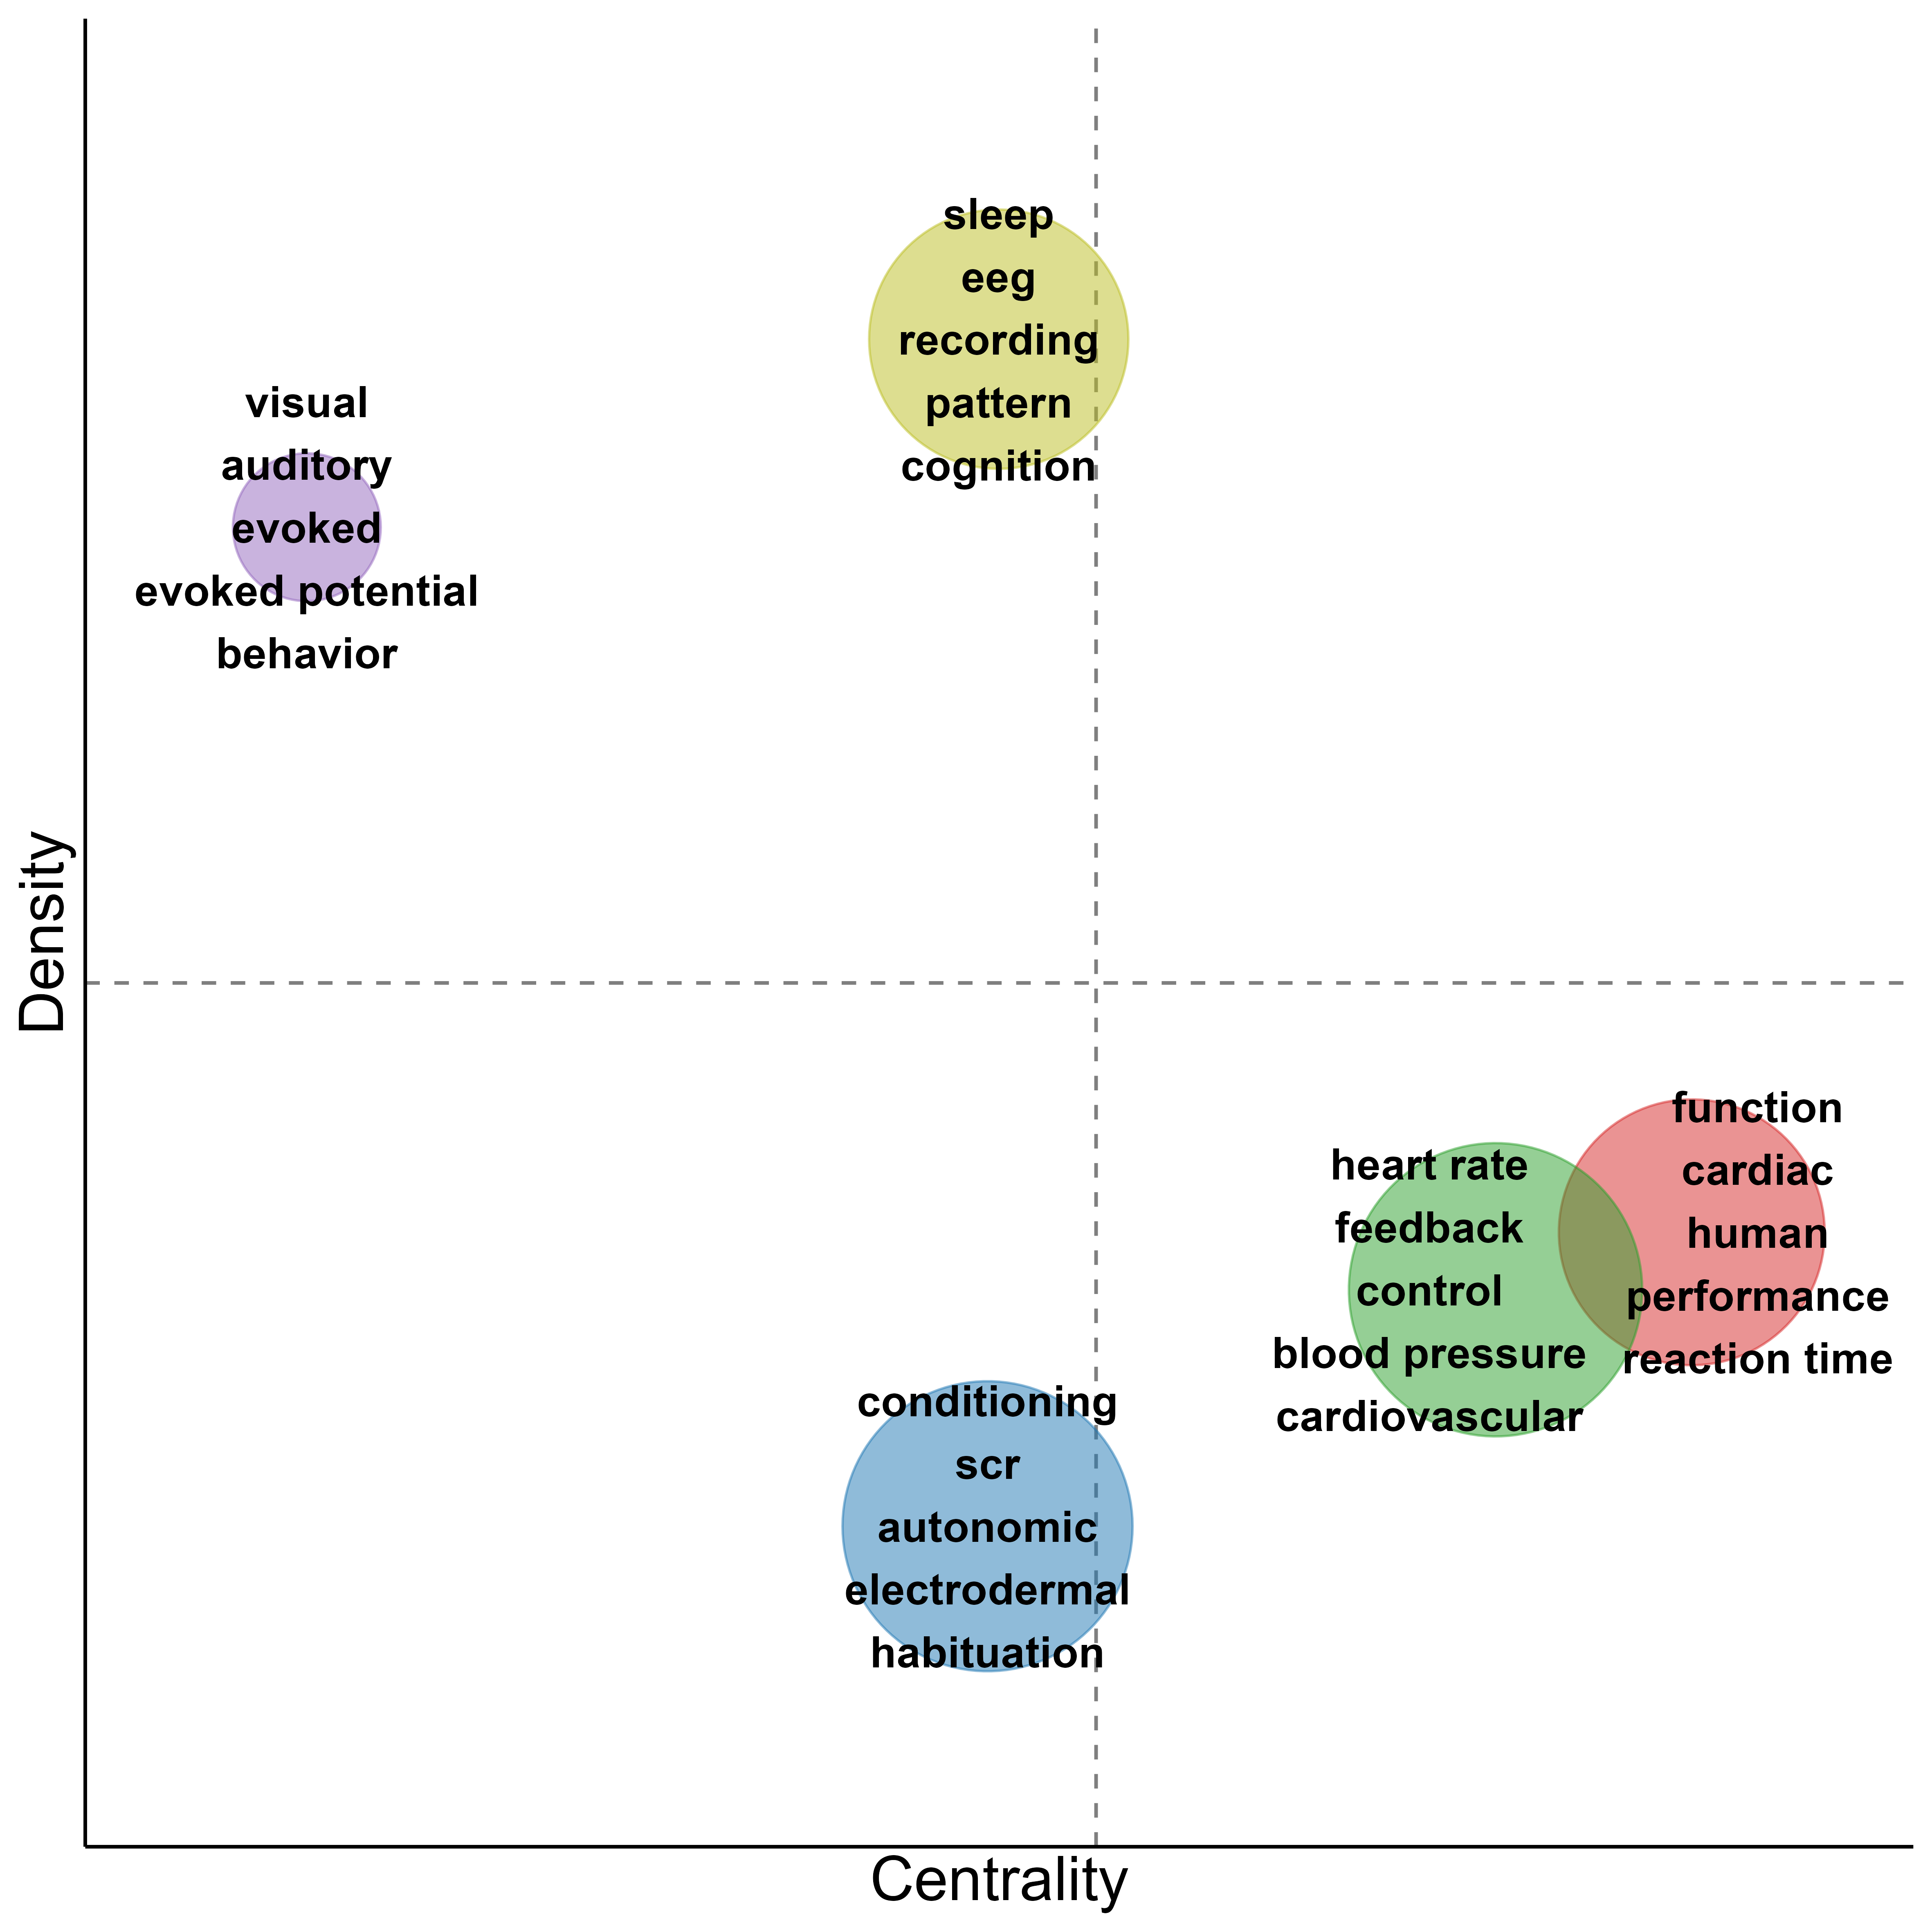 sleep
eeg
recording
pattern
cognition
visual
auditory
evoked
evoked potential
behavior
Density
function
cardiac
human
performance
reaction time
heart rate
feedback
control
blood pressure
cardiovascular
conditioning
scr
autonomic
electrodermal
habituation
Centrality